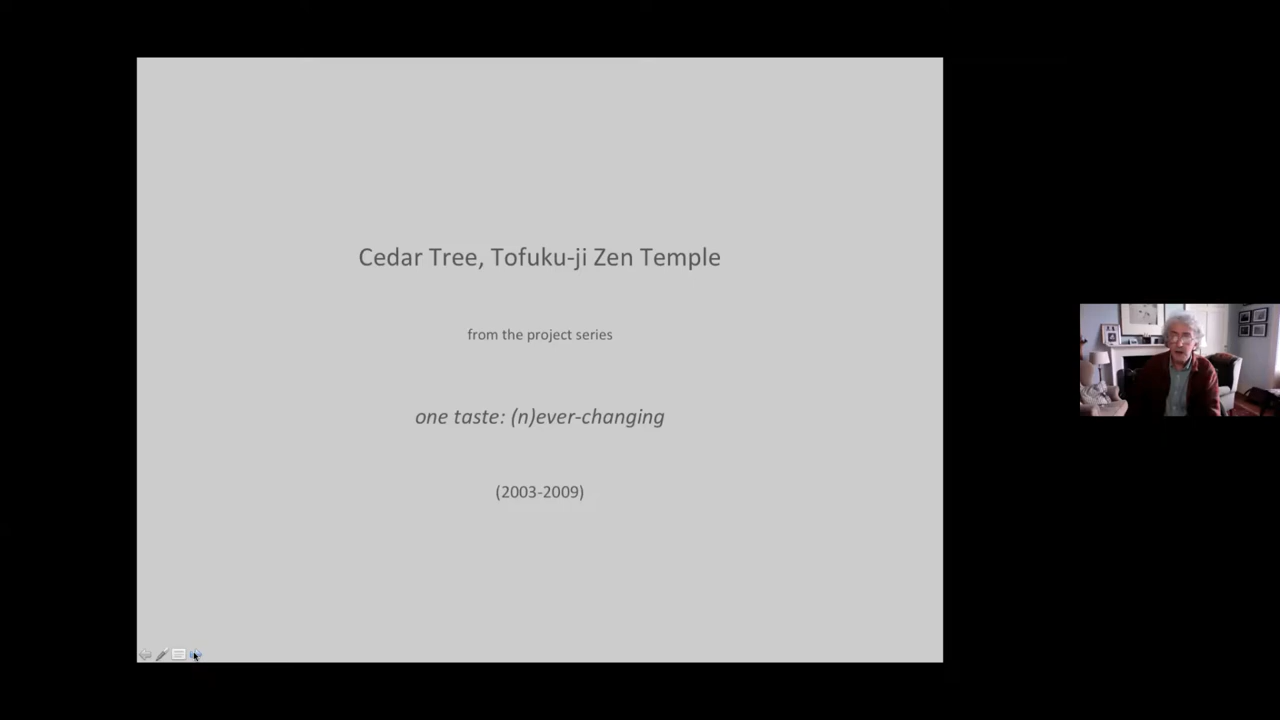 Cedar Tree, Tofuku-ji Zen Temple
from the project series
one taste: (n)ever-changing
(2003-2009)